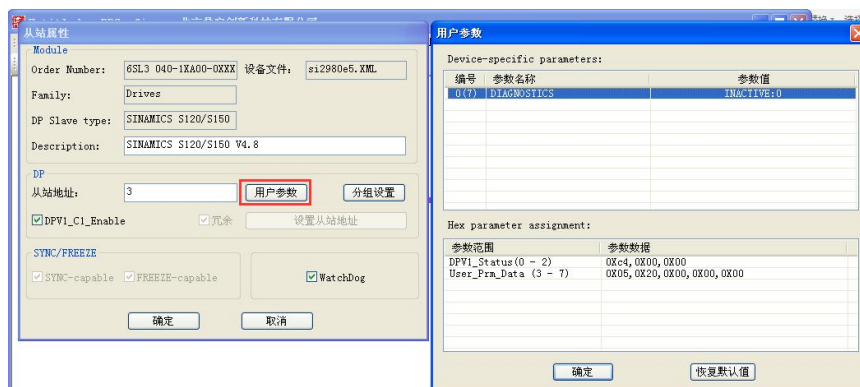 从站属性
Module
Order Number: 6SL3 040-1XA00-0XXX 设备文件: si2980e5.XML
Family: Drives
DP Slave type: SINAMICS S120/S150
Description: SINAMICS S120/S150 V4.8
DP
从站地址: 3 用户参数 分组设置
DPV1_C1_Enable 冗余 设置从站地址
SYNC/FREEZE
SYNC-capable FREEZE-capable WatchDog
确定 取消
用户参数
Device-specific parameters:
编号 参数名称 参数值
0(7) DIAGNOSTICS INACTIVE:0
Hex parameter assignment:
参数范围 参数数据
DPV1_Status(0 - 2) 0Xc4,0X00,0X00
User_Prm_Data (3 - 7) 0X05,0X20,0X00,0X00,0X00
确定 恢复默认值